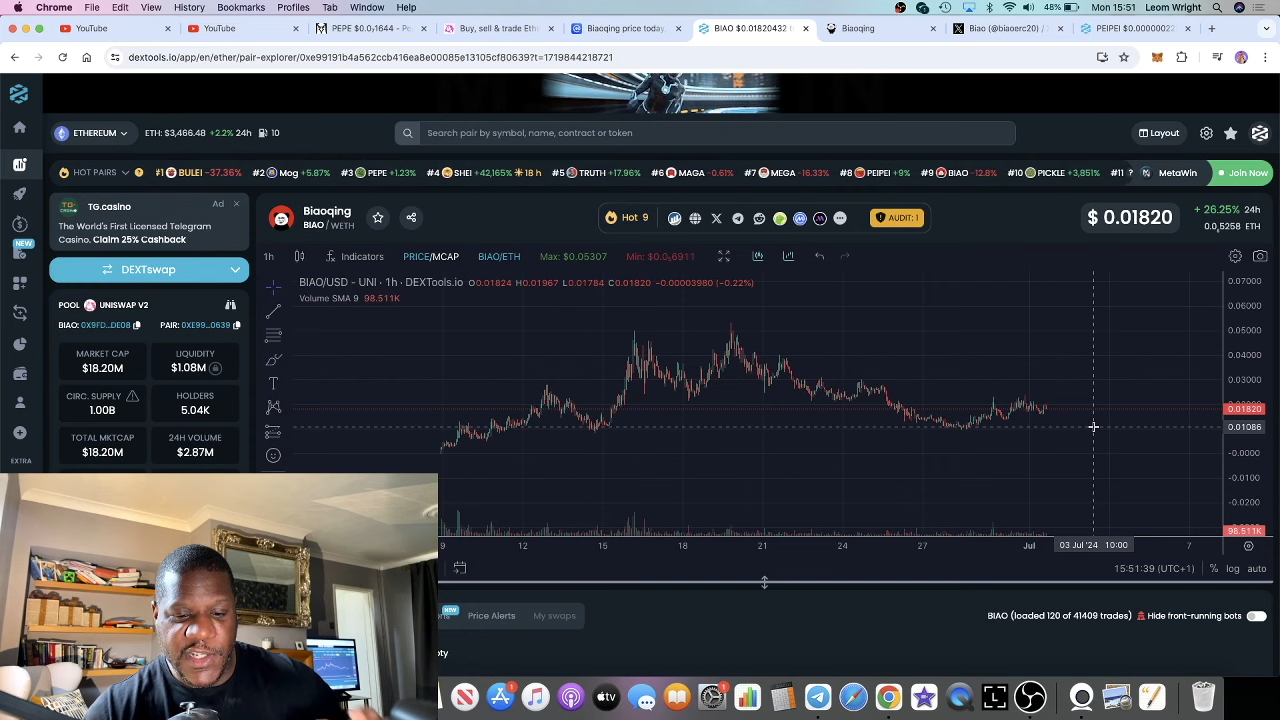 Chrome File Edit View History Bookmarks Profiles Tab Window Help 48% Mon 15:51 Leom Wright
YouTube YouTube PEPE $0.0₅1644 - Po Buy, sell & trade Ethe Biaoqing price today, BIAO $0.01820432 to Biaoqing Biao (@biaoerc20) / X PEIPEI $0.00000022
dextools.io/app/en/ether/pair-explorer/0xe99191b4a562ccb416ea8e00085e13105cf80639?t=1719844218721
ETHEREUM ETH: $3,466.48 +2.2% 24h 10 Search pair by symbol, name, contract or token Layout
HOT PAIRS #1 BULEI -37.36% #2 Mog +5.87% #3 PEPE +1.23% #4 SHEI +42,165% 18 h #5 TRUTH +17.96% #6 MAGA -0.61% #7 MEGA -16.33% #8 PEIPEI +9% #9 BIAO -12.8% #10 PICKLE +3,851% #11 ? MetaWin Join Now
TG.casino Ad
The World's First Licensed Telegram
Casino. Claim 25% Cashback
Biaoqing
BIAO / WETH
Hot 9 AUDIT: 1
$ 0.01820 + 26.25% 24h
0.0₅5258 ETH
NEW
DEXTswap
1h Indicators PRICE/MCAP BIAO/ETH Max: $0.05307 Min: $0.0₅6911
BIAO/USD - UNI · 1h · DEXTools.io O0.01824 H0.01967 L0.01784 C0.01820 -0.00003980 (-0.22%)
Volume SMA 9 98.511K
POOL UNISWAP V2
BIAO: 0X9FD...DE08 PAIR: 0XE99...0639
MARKET CAP
$18.20M
LIQUIDITY
$1.08M
CIRC. SUPPLY
1.00B
HOLDERS
5.04K
TOTAL MKTCAP
$18.20M
24H VOLUME
$2.87M
EXTRA
0.07000
0.06000
0.05000
0.04000
0.03000
0.01820
0.01086
-0.0000
-0.0100
-0.0200
98.511K
9 12 15 18 21 24 27 Jul 03 Jul '24 10:00 7
15:51:39 (UTC+1) % log auto
NEW Price Alerts My swaps BIAO (loaded 120 of 41409 trades) Hide front-running bots